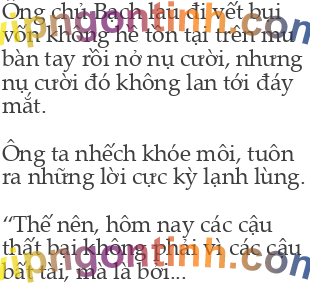 Ông chủ Bạch lau đi vết bụi
vốn không hề tồn tại trên mu
bàn tay rồi nở nụ cười, nhưng
nụ cười đó không lan tới đáy
mắt.
Ông ta nhếch khóe môi, tuôn
ra những lời cực kỳ lạnh lùng.
“Thế nên, hôm nay các cậu
thất bại không phải vì các cậu
bất tài, mà là bởi...